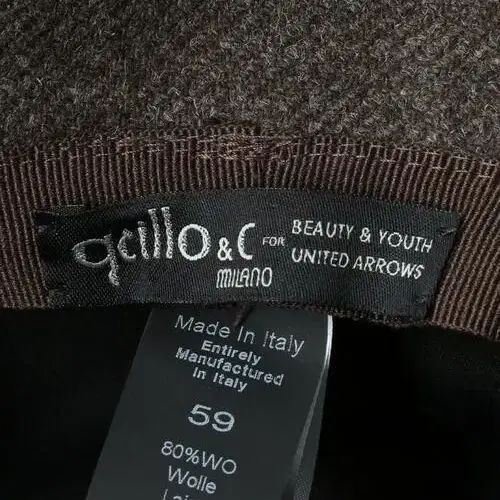 qcillo & C FOR BEAUTY & YOUTH
UNITED ARROWS
MILANO
Made In Italy
Entirely
Manufactured
In Italy
59
80%WO
Wolle